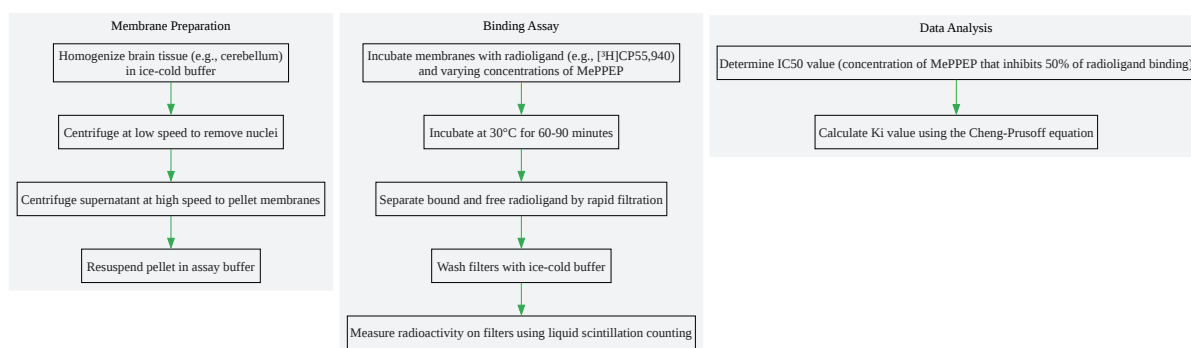 Membrane Preparation
Homogenize brain tissue (e.g., cerebellum)
in ice-cold buffer
Centrifuge at low speed to remove nuclei
Centrifuge supernatant at high speed to pellet membranes
Resuspend pellet in assay buffer
Binding Assay
Incubate membranes with radioligand (e.g., [³H]CP55,940)
and varying concentrations of MePPEP
Incubate at 30°C for 60-90 minutes
Separate bound and free radioligand by rapid filtration
Wash filters with ice-cold buffer
Measure radioactivity on filters using liquid scintillation counting
Data Analysis
Determine IC50 value (concentration of MePPEP that inhibits 50% of radioligand binding)
Calculate Ki value using the Cheng-Prusoff equation